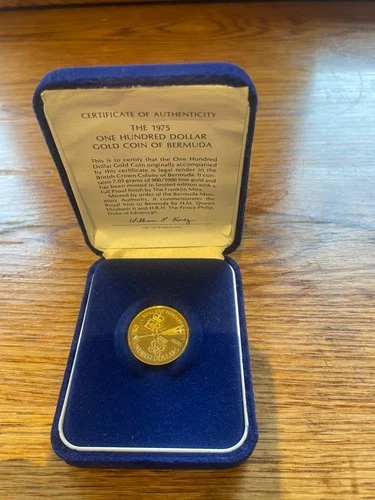 CERTIFICATE OF AUTHENTICITY
THE 1975
ONE HUNDRED DOLLAR
GOLD COIN OF BERMUDA
This is to certify that the One Hundred
Dollar Gold Coin originally accompanied
by this certificate is legal tender in the
British Crown Colony of Bermuda. It con-
tains 7.03 grams of 900/1000 fine gold and
has been minted in limited edition with a
full Proof finish by The Franklin Mint.
Minted by order of the Bermuda Mon-
etary Authority, it commemorates the
Royal Visit to Bermuda by H.M. Queen
Elizabeth II and H.R.H. The Prince Philip,
Duke of Edinburgh.
HUNDRED DOLLARS